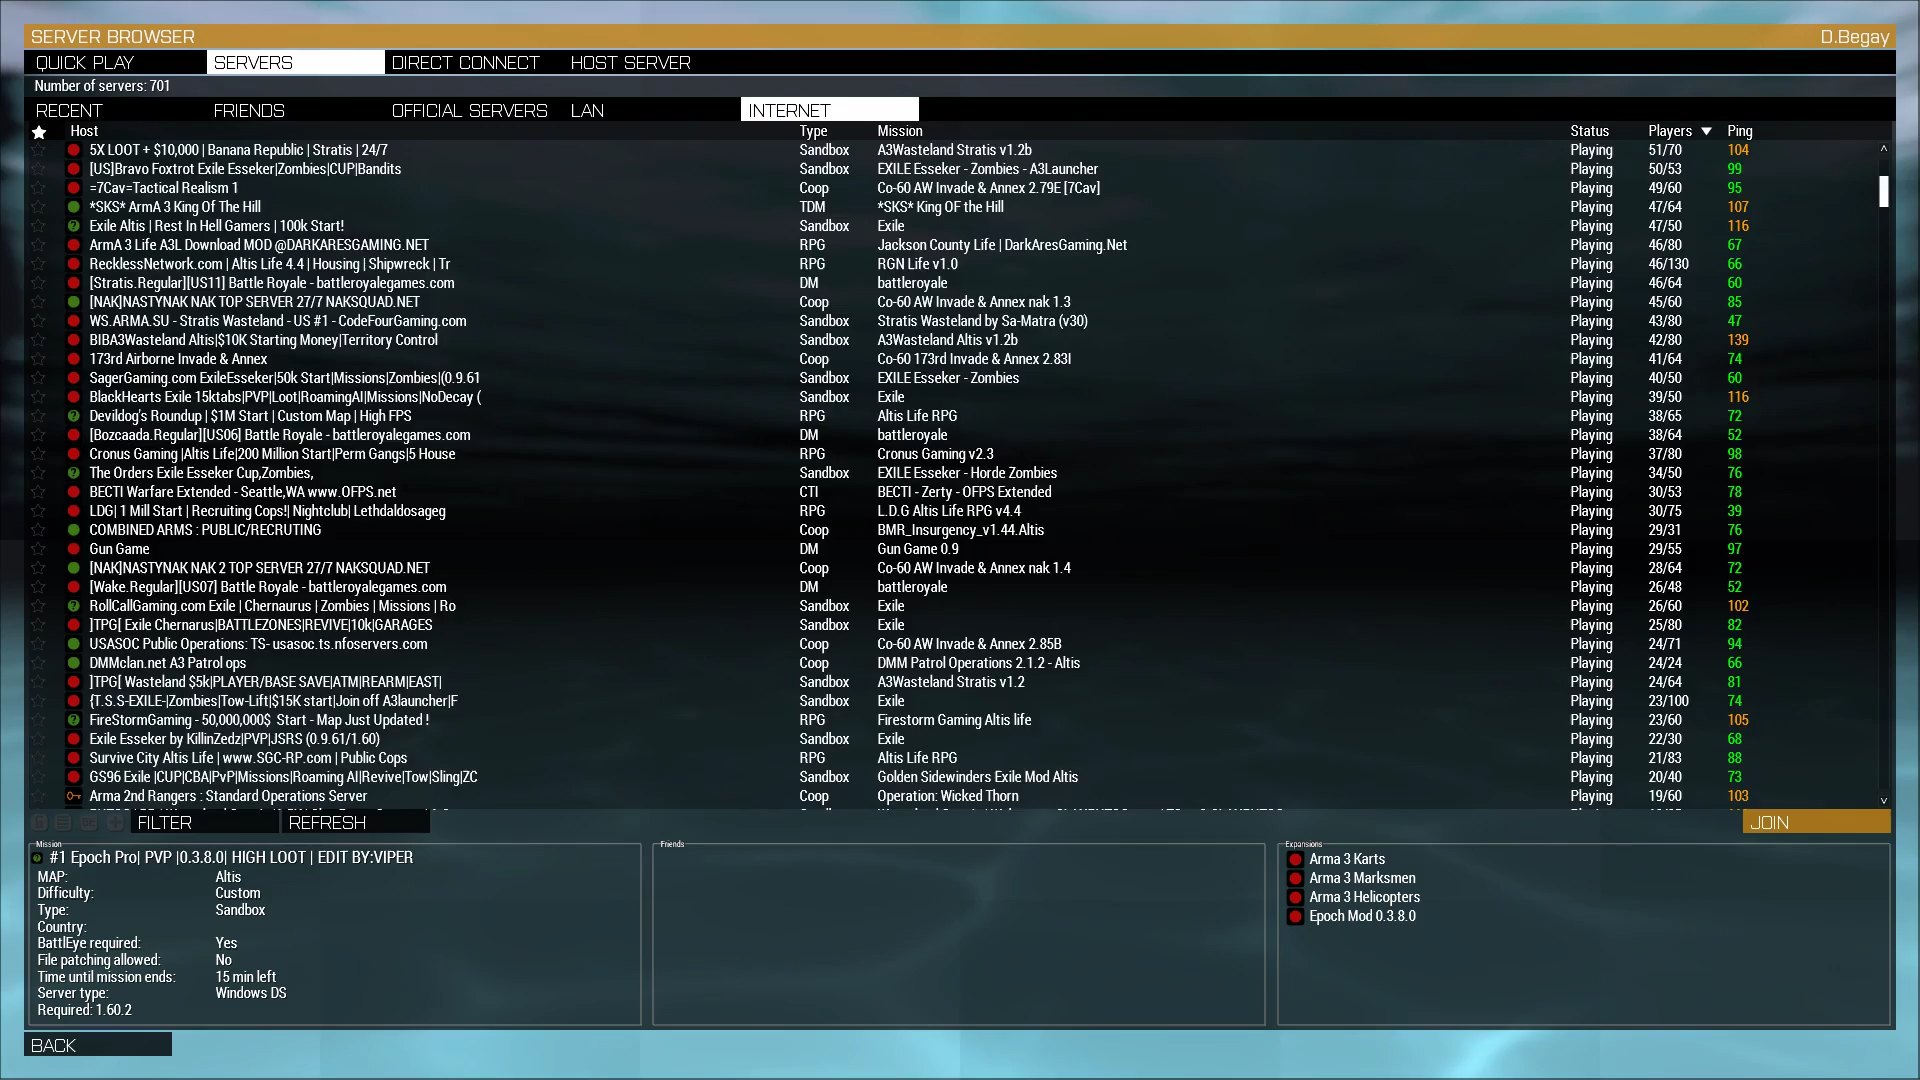 SERVER BROWSER D.Begay
QUICK PLAY SERVERS DIRECT CONNECT HOST SERVER
Number of servers: 701
RECENT FRIENDS OFFICIAL SERVERS LAN INTERNET
Host Type Mission Status Players Ping
5X LOOT + $10,000 | Banana Republic | Stratis | 24/7 Sandbox A3Wasteland Stratis v1.2b Playing 51/70 104
[US]Bravo Foxtrot Exile Esseker|Zombies|CUP|Bandits Sandbox EXILE Esseker - Zombies - A3Launcher Playing 50/53 99
=7Cav=Tactical Realism 1 Coop Co-60 AW Invade & Annex 2.79E [7Cav] Playing 49/60 95
*SKS* ArmA 3 King Of The Hill TDM *SKS* King OF the Hill Playing 47/64 107
Exile Altis | Rest In Hell Gamers | 100k Start! Sandbox Exile Playing 47/50 116
ArmA 3 Life A3L Download MOD @DARKARESGAMING.NET RPG Jackson County Life | DarkAresGaming.Net Playing 46/80 67
RecklessNetwork.com | Altis Life 4.4 | Housing | Shipwreck | Tr RPG RGN Life v1.0 Playing 46/130 66
[Stratis.Regular][US11] Battle Royale - battleroyalegames.com DM battleroyale Playing 46/64 60
[NAK]NASTYNAK NAK TOP SERVER 27/7 NAKSQUAD.NET Coop Co-60 AW Invade & Annex nak 1.3 Playing 45/60 85
WS.ARMA.SU - Stratis Wasteland - US #1 - CodeFourGaming.com Sandbox Stratis Wasteland by Sa-Matra (v30) Playing 43/80 47
BIBA3Wasteland Altis|$10K Starting Money|Territory Control Sandbox A3Wasteland Altis v1.2b Playing 42/80 139
173rd Airborne Invade & Annex Coop Co-60 173rd Invade & Annex 2.83I Playing 41/64 74
SagerGaming.com ExileEsseker|50k Start|Missions|Zombies|(0.9.61 Sandbox EXILE Esseker - Zombies Playing 40/50 60
BlackHearts Exile 15ktabs|PVP|Loot|RoamingAI|Missions|NoDecay ( Sandbox Exile Playing 39/50 116
Devildog's Roundup | $1M Start | Custom Map | High FPS RPG Altis Life RPG Playing 38/65 72
[Bozcaada.Regular][US06] Battle Royale - battleroyalegames.com DM battleroyale Playing 38/64 52
Cronus Gaming |Altis Life|200 Million Start|Perm Gangs|5 House RPG Cronus Gaming v2.3 Playing 37/80 98
The Orders Exile Esseker Cup,Zombies, Sandbox EXILE Esseker - Horde Zombies Playing 34/50 76
BECTI Warfare Extended - Seattle,WA www.OFPS.net CTI BECTI - Zerty - OFPS Extended Playing 30/53 78
LDG| 1 Mill Start | Recruiting Cops!| Nightclub| Lethdaldosageg RPG L.D.G Altis Life RPG v4.4 Playing 30/75 39
COMBINED ARMS : PUBLIC/RECRUTING Coop BMR_Insurgency_v1.44.Altis Playing 29/31 76
Gun Game DM Gun Game 0.9 Playing 29/55 97
[NAK]NASTYNAK NAK 2 TOP SERVER 27/7 NAKSQUAD.NET Coop Co-60 AW Invade & Annex nak 1.4 Playing 28/64 72
[Wake.Regular][US07] Battle Royale - battleroyalegames.com DM battleroyale Playing 26/48 52
RollCallGaming.com Exile | Chernaurus | Zombies | Missions | Ro Sandbox Exile Playing 26/60 102
]TPG[ Exile Chernarus|BATTLEZONES|REVIVE|10k|GARAGES Sandbox Exile Playing 25/80 82
USASOC Public Operations: TS- usasoc.ts.nfoservers.com Coop Co-60 AW Invade & Annex 2.85B Playing 24/71 94
DMMclan.net A3 Patrol ops Coop DMM Patrol Operations 2.1.2 - Altis Playing 24/24 66
]TPG[ Wasteland $5k|PLAYER/BASE SAVE|ATM|REARM|EAST| Sandbox A3Wasteland Stratis v1.2 Playing 24/64 81
{T.S.S-EXILE-|Zombies|Tow-Lift|$15K start|Join off A3launcher|F Sandbox Exile Playing 23/100 74
FireStormGaming - 50,000,000$ Start - Map Just Updated ! RPG Firestorm Gaming Altis life Playing 23/60 105
Exile Esseker by KillinZedz|PVP|JSRS (0.9.61/1.60) Sandbox Exile Playing 22/30 68
Survive City Altis Life | www.SGC-RP.com | Public Cops RPG Altis Life RPG Playing 21/83 88
GS96 Exile |CUP|CBA|PvP|Missions|Roaming AI|Revive|Tow|Sling|ZC Sandbox Golden Sidewinders Exile Mod Altis Playing 20/40 73
Arma 2nd Rangers : Standard Operations Server Coop Operation: Wicked Thorn Playing 19/60 103
FILTER REFRESH JOIN
Mission
#1 Epoch Pro| PVP |0.3.8.0| HIGH LOOT | EDIT BY:VIPER
MAP: Altis
Difficulty: Custom
Type: Sandbox
Country:
BattlEye required: Yes
File patching allowed: No
Time until mission ends: 15 min left
Server type: Windows DS
Required: 1.60.2
Friends
Expansions
Arma 3 Karts
Arma 3 Marksmen
Arma 3 Helicopters
Epoch Mod 0.3.8.0
BACK